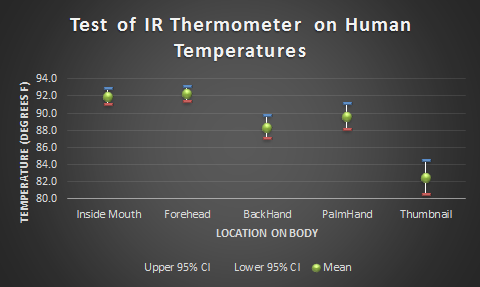 Test of IR Thermometer on Human
Temperatures
TEMPERATURE (DEGREES F)
94.0
92.0
90.0
88.0
86.0
84.0
82.0
80.0
Inside Mouth Forehead BackHand PalmHand Thumbnail
LOCATION ON BODY
Upper 95% CI Lower 95% CI Mean